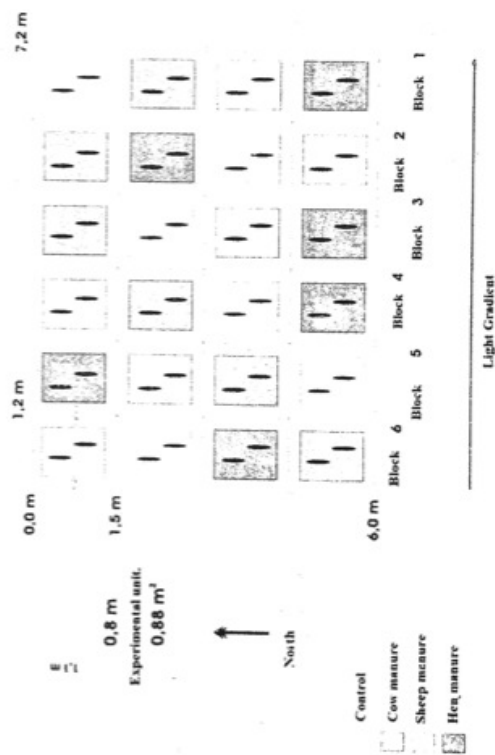 7,2 m
1,2 m
0,0 m
1,5 m
6,0 m
Block 1
Block 2
Block 3
Block 4
Block 5
Block 6
Light Gradient
0,8 m
Experimental unit.
0,88 m²
North
Control
Cow manure
Sheep manure
Hen manure